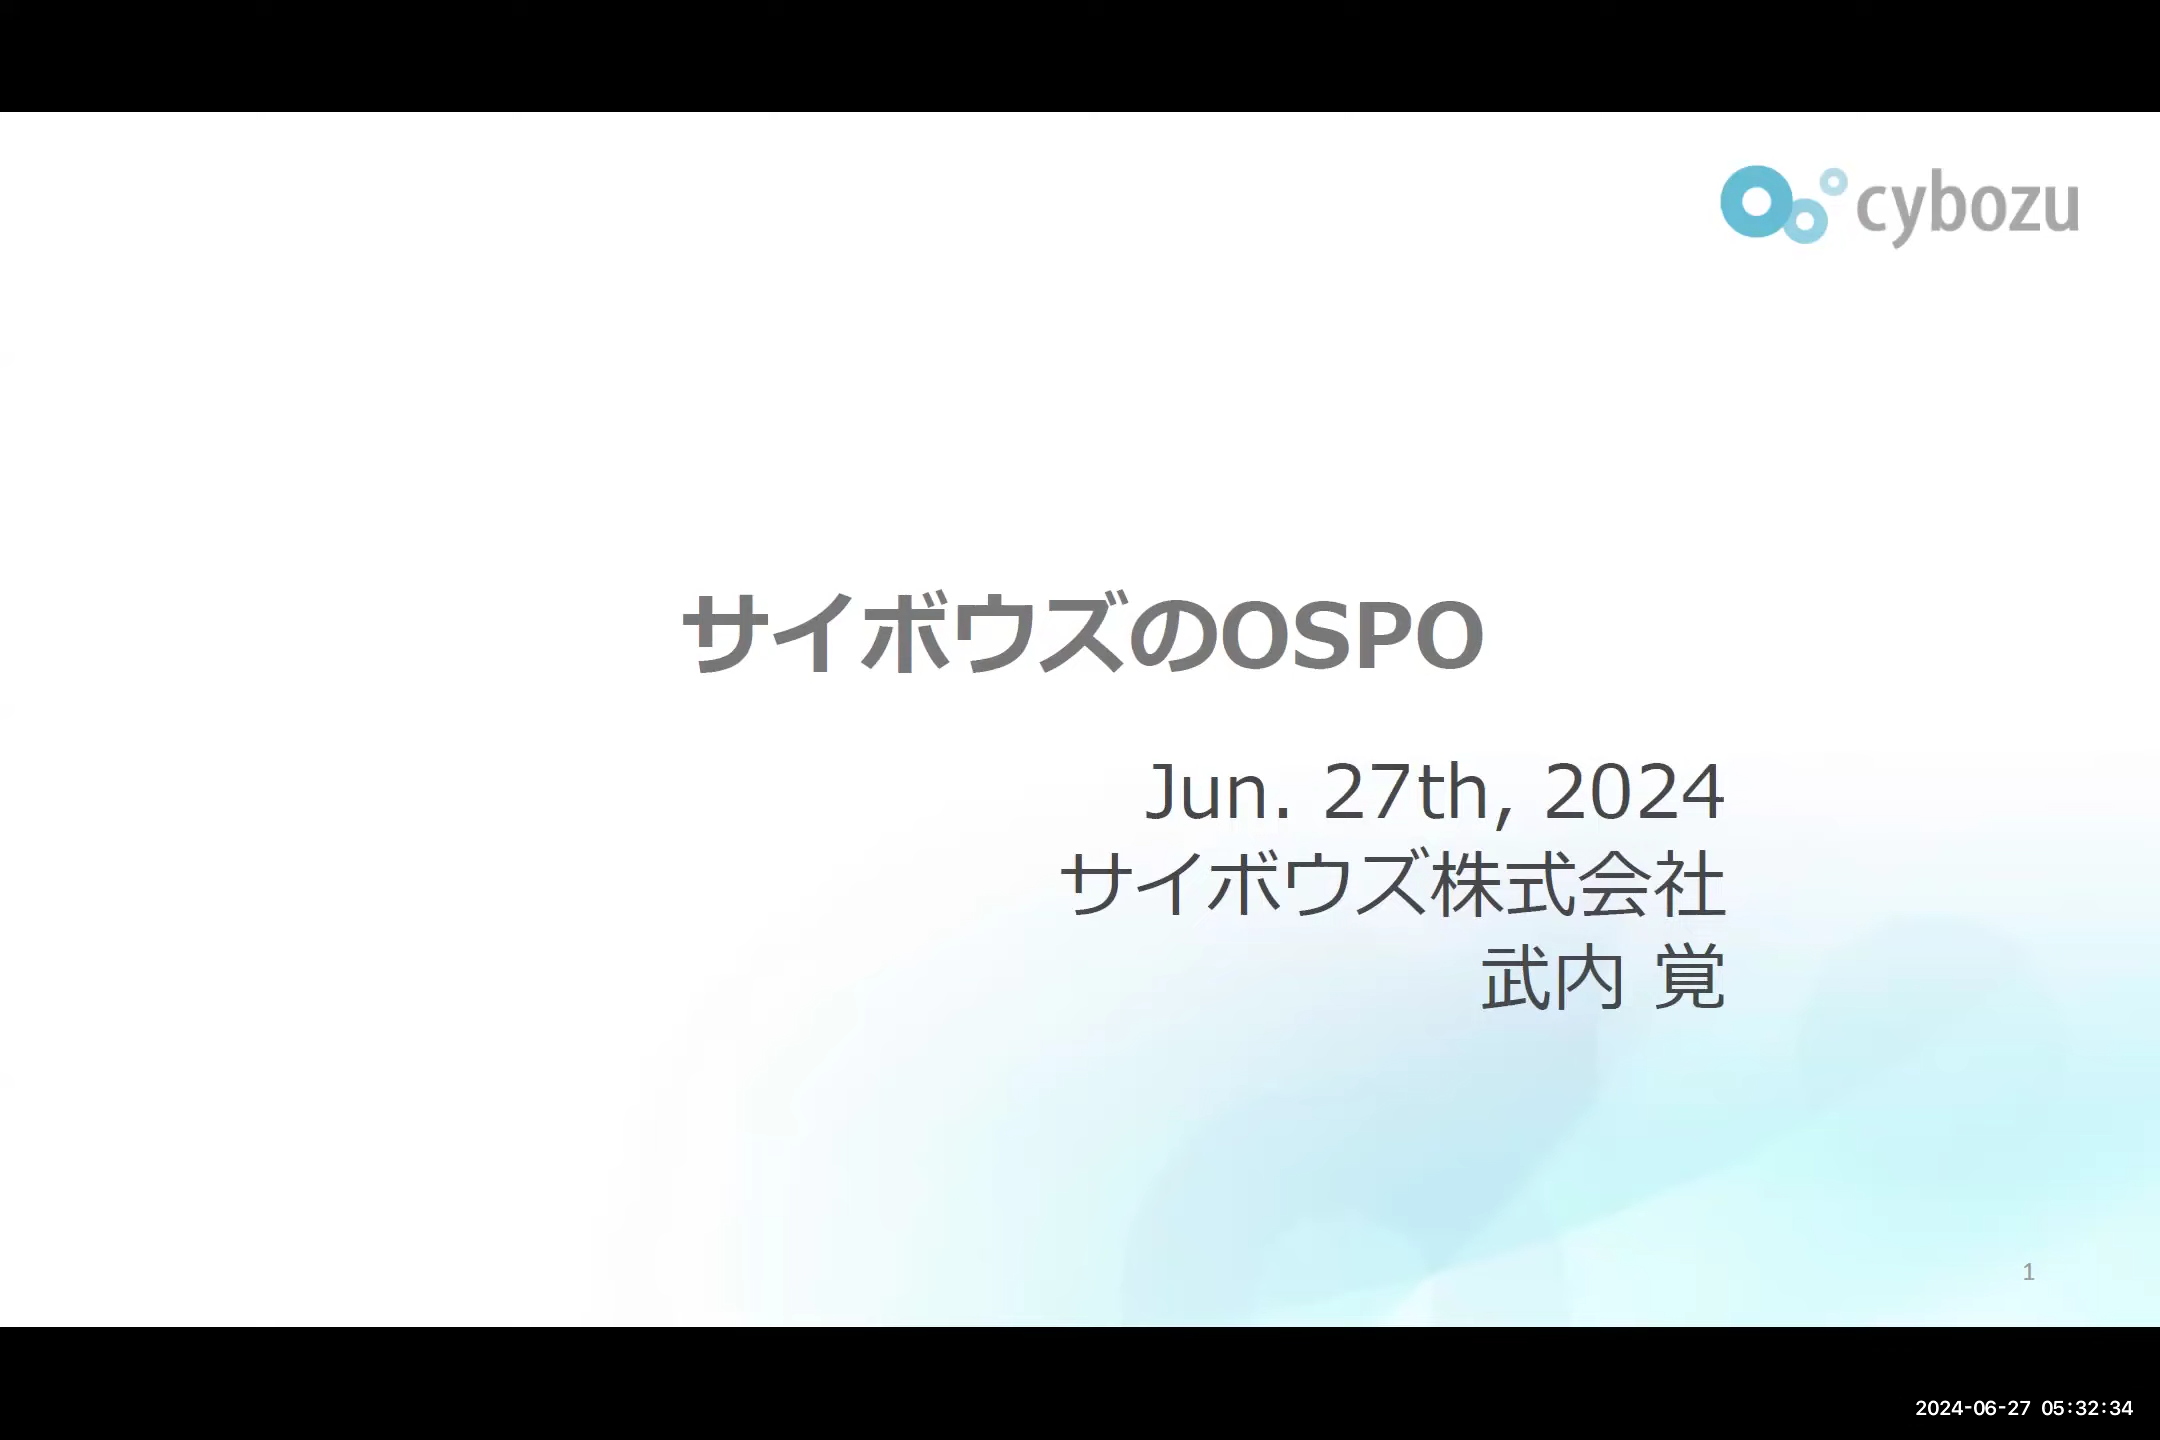 cybozu
サイボウズのOSPO
Jun. 27th, 2024
サイボウズ株式会社
武内 覚
1
2024-06-27 05:32:34